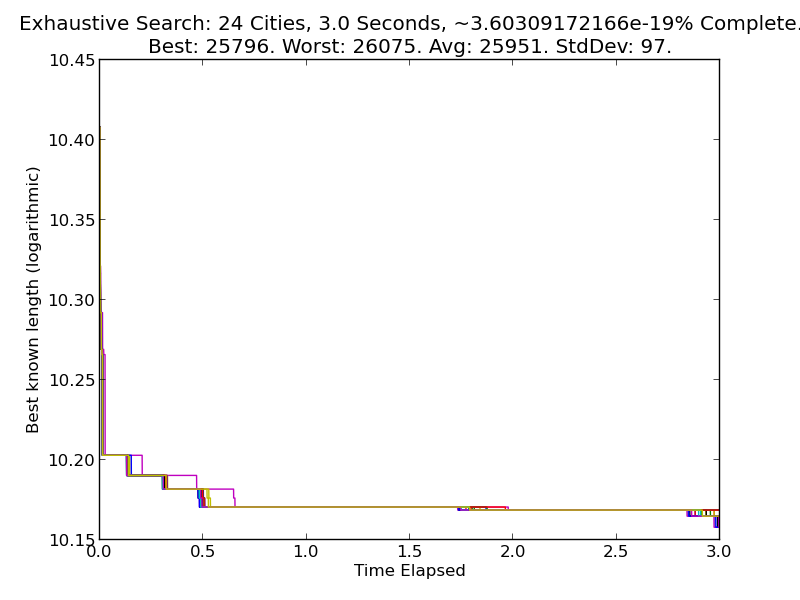 Exhaustive Search: 24 Cities, 3.0 Seconds, ~3.60309172166e-19% Complete.
Best: 25796. Worst: 26075. Avg: 25951. StdDev: 97.
10.45
10.40
10.35
10.30
10.25
10.20
10.15
Best known length (logarithmic)
0.0 0.5 1.0 1.5 2.0 2.5 3.0
Time Elapsed